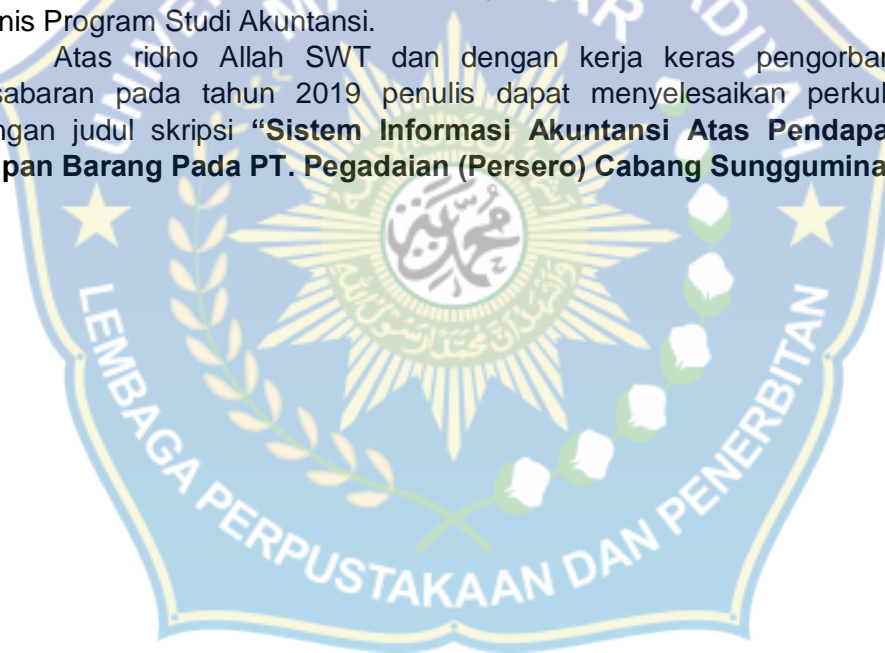 nis Program Studi Akuntansi.
Atas ridho Allah SWT dan dengan kerja keras pengorban
sabaran pada tahun 2019 penulis dapat menyelesaikan perkul
ngan judul skripsi “Sistem Informasi Akuntansi Atas Pendapa
pan Barang Pada PT. Pegadaian (Persero) Cabang Sungguminas
LEMBAGA PERPUSTAKAAN DAN PENERBITAN